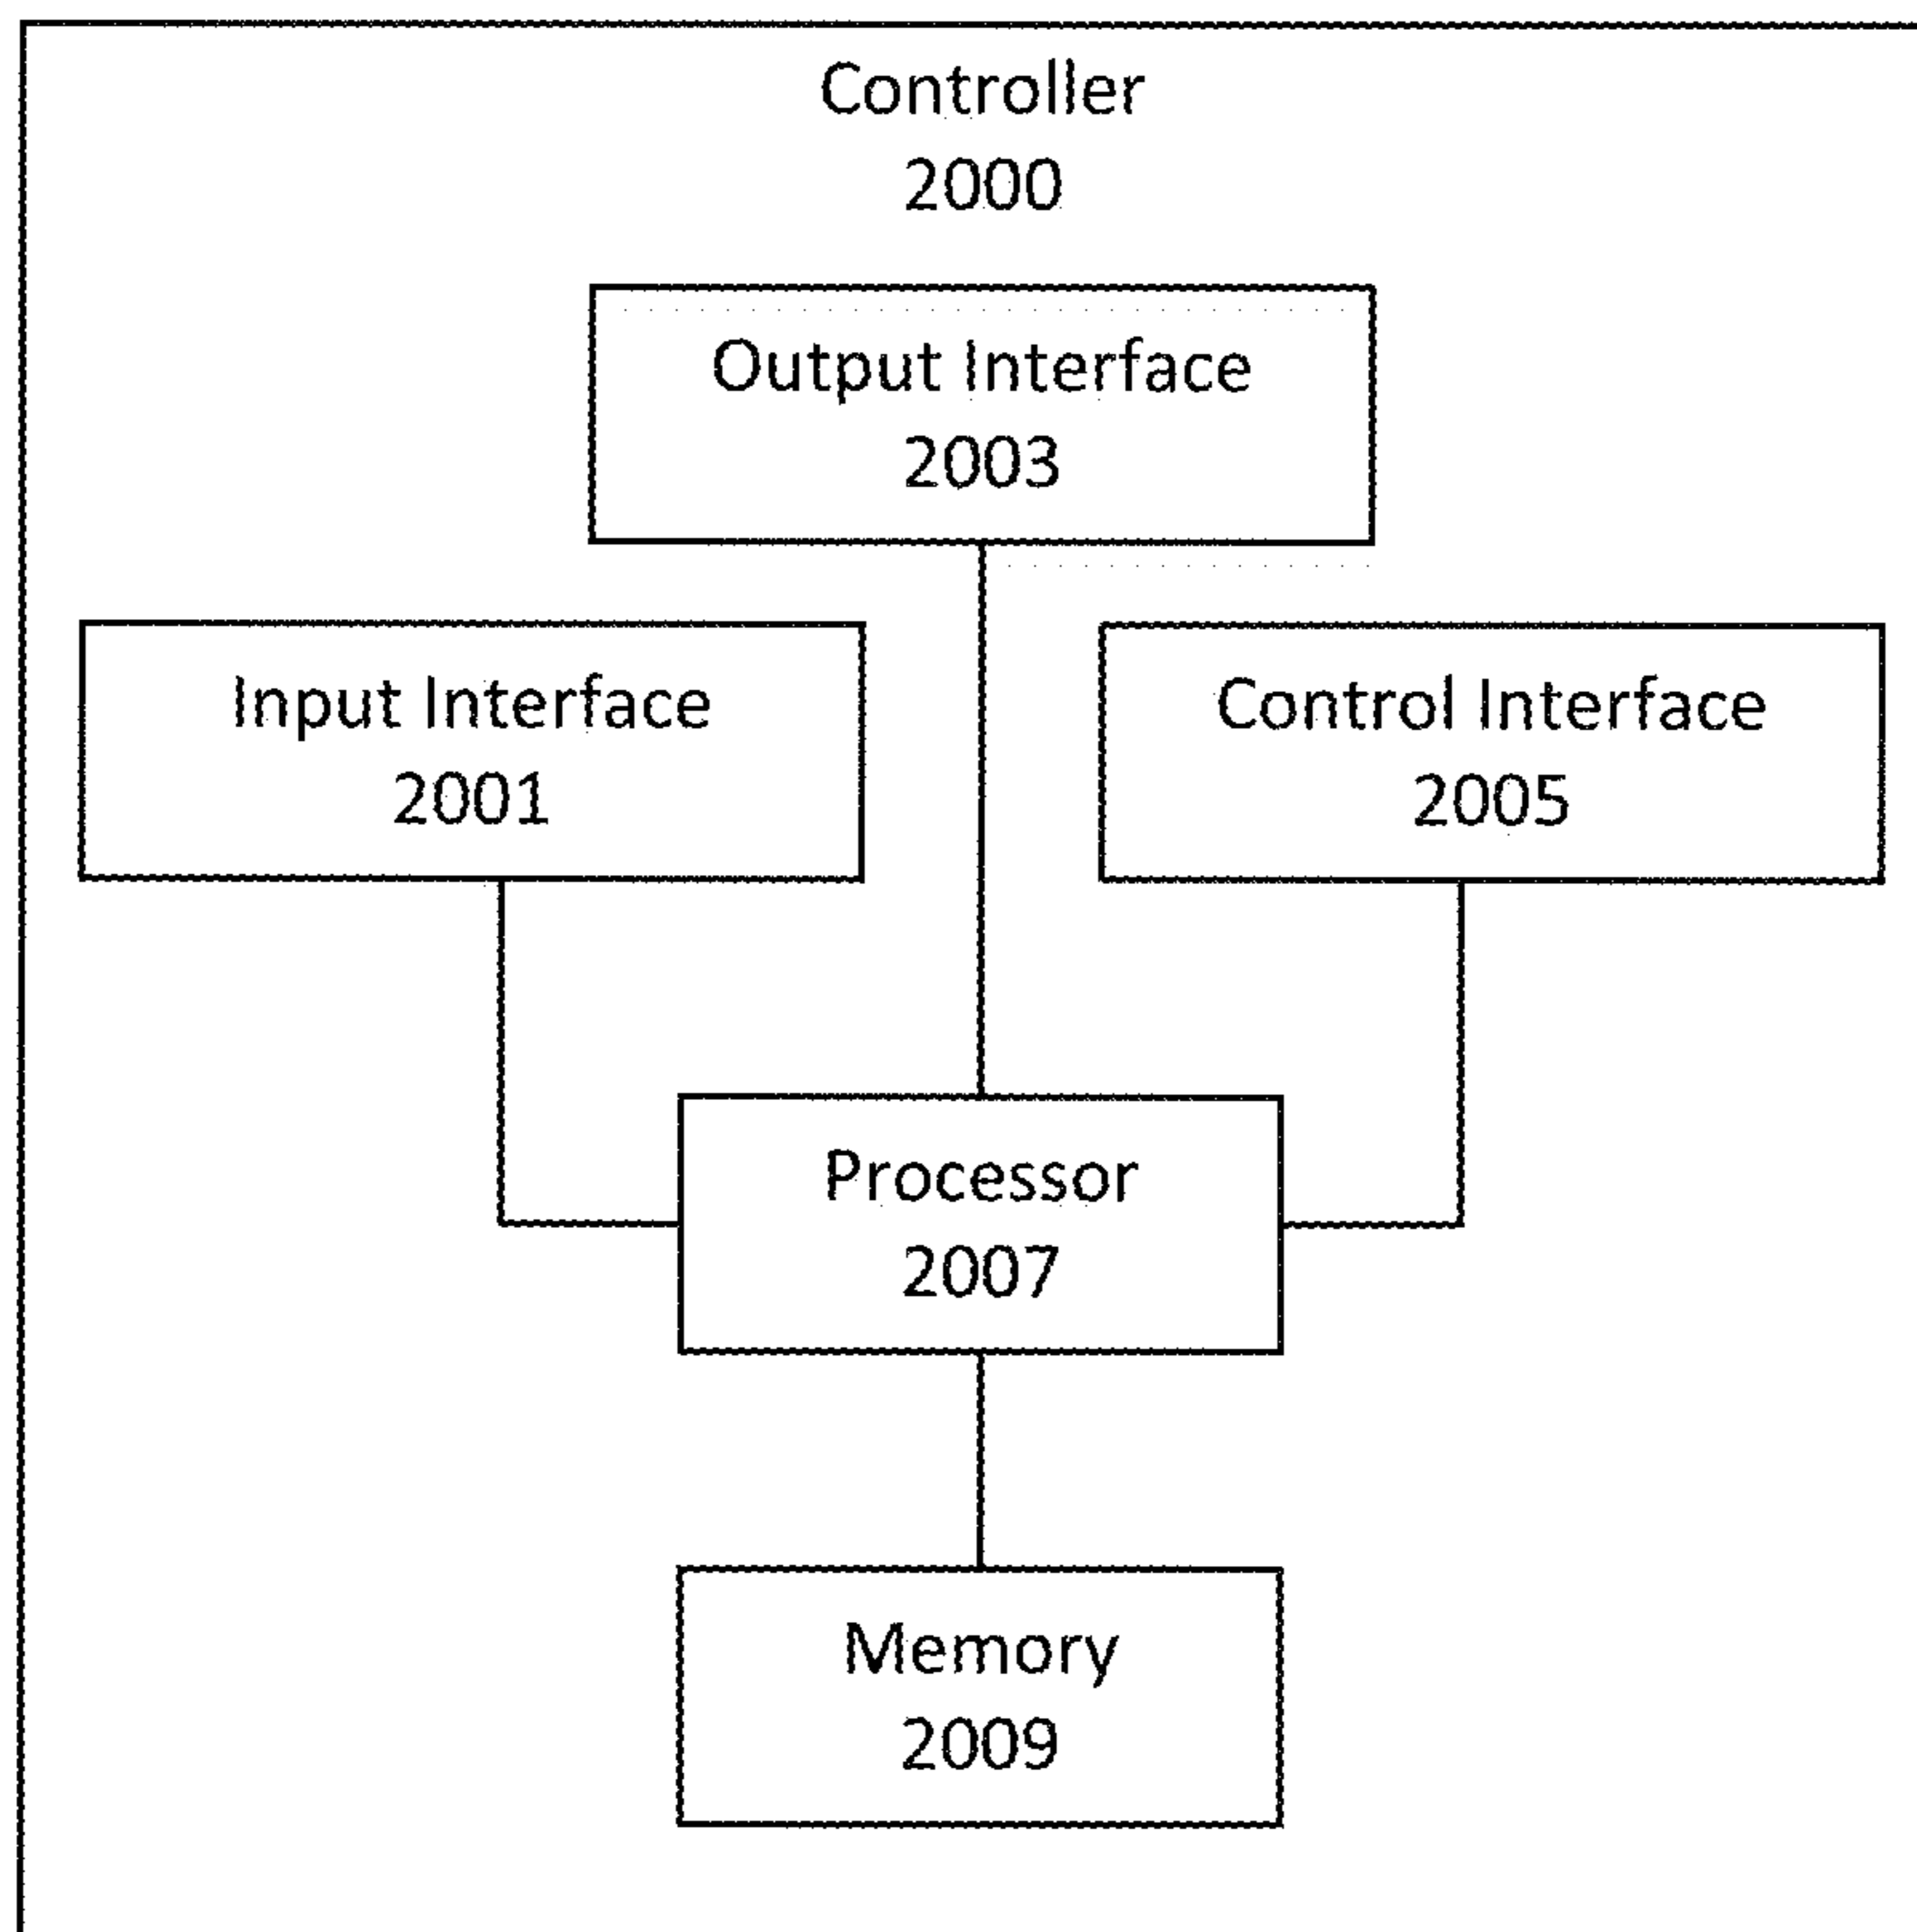 Controller
2000
Output Interface
2003
Input Interface
2001
Control Interface
2005
Processor
2007
Memory
2009